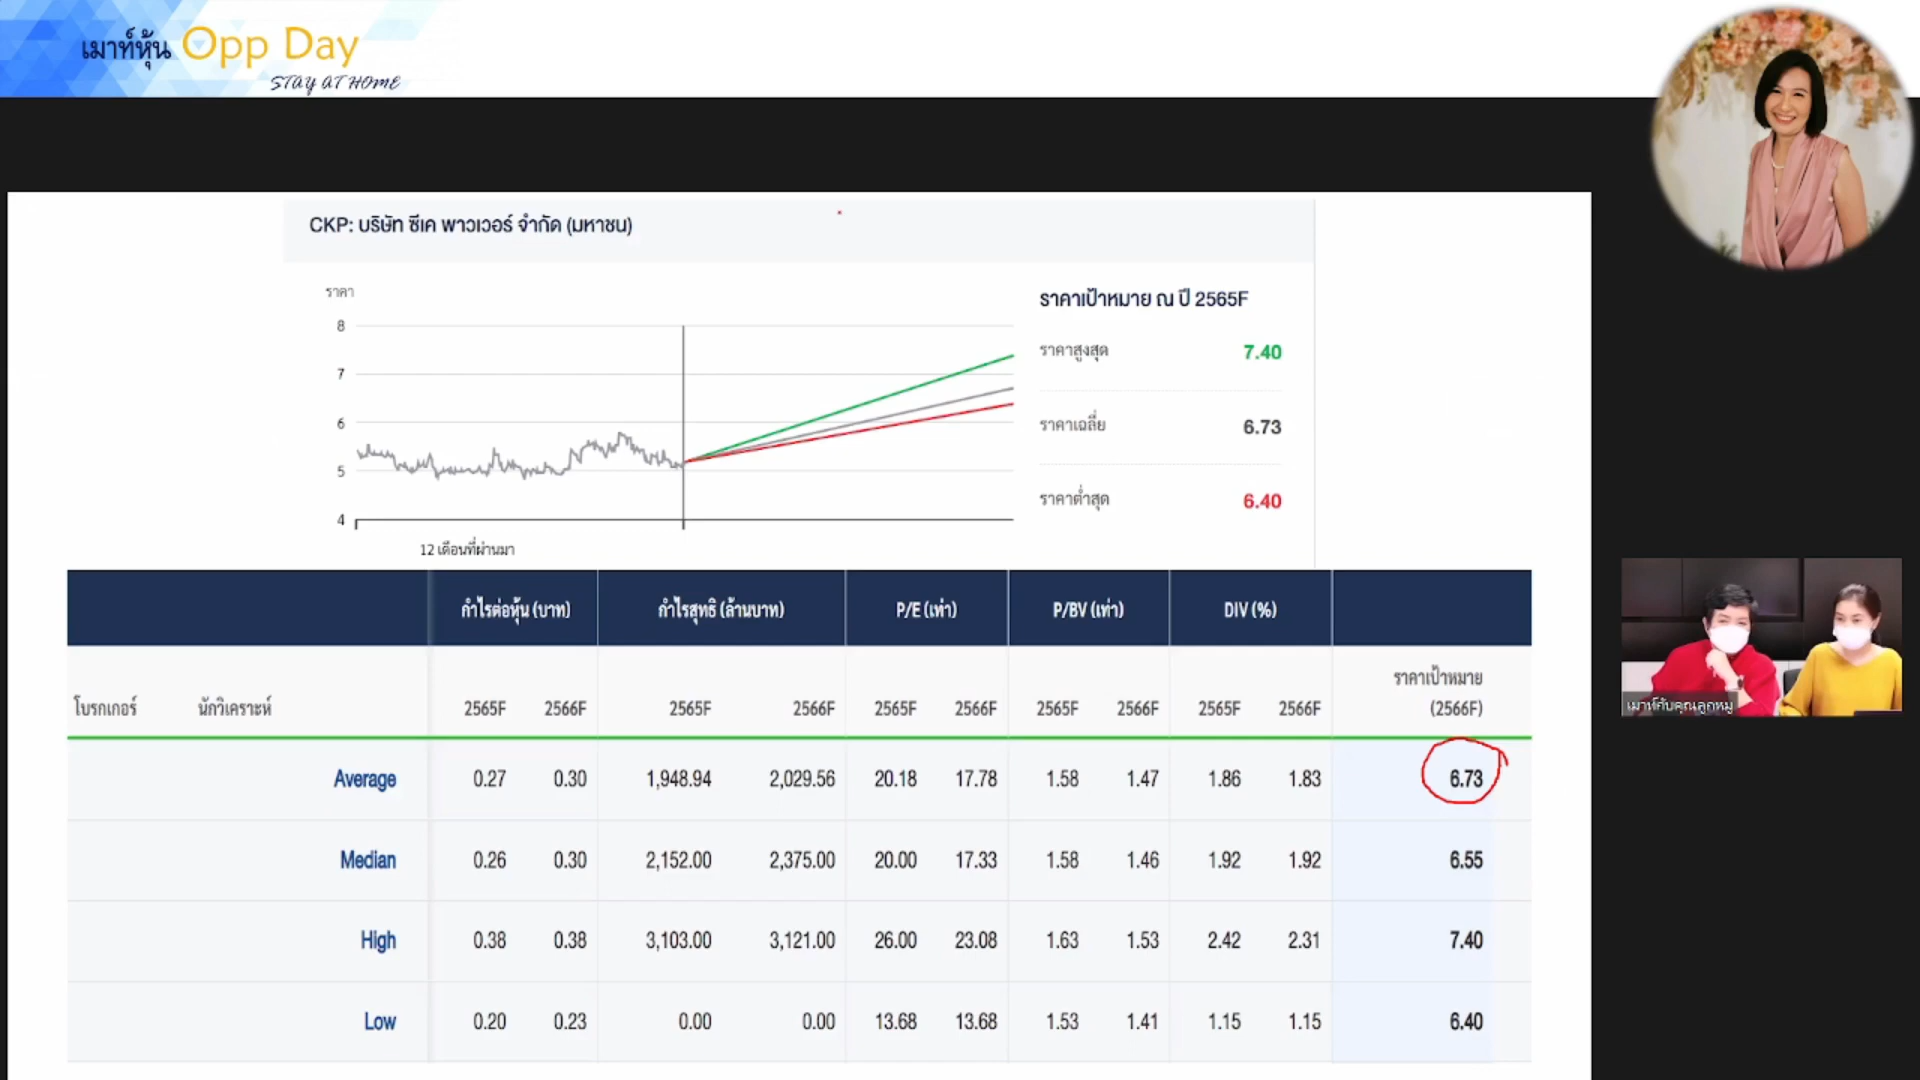 เมาท์หุ้น Opp Day
STAY AT HOME
CKP: บริษัท ซีเค พาวเวอร์ จำกัด (มหาชน)
ราคา
8
7
6
5
4
12 เดือนที่ผ่านมา
ราคาเป้าหมาย ณ ปี 2565F
ราคาสูงสุด 7.40
ราคาเฉลี่ย 6.73
ราคาต่ำสุด 6.40
กำไรต่อหุ้น (บาท) กำไรสุทธิ (ล้านบาท) P/E (เท่า) P/BV (เท่า) DIV (%)
ราคาเป้าหมาย
โบรกเกอร์ นักวิเคราะห์ 2565F 2566F 2565F 2566F 2565F 2566F 2565F 2566F 2565F 2566F (2566F)
Average 0.27 0.30 1,948.94 2,029.56 20.18 17.78 1.58 1.47 1.86 1.83 6.73
Median 0.26 0.30 2,152.00 2,375.00 20.00 17.33 1.58 1.46 1.92 1.92 6.55
High 0.38 0.38 3,103.00 3,121.00 26.00 23.08 1.63 1.53 2.42 2.31 7.40
Low 0.20 0.23 0.00 0.00 13.68 13.68 1.53 1.41 1.15 1.15 6.40
เมาท์กับคุณลูกหมู